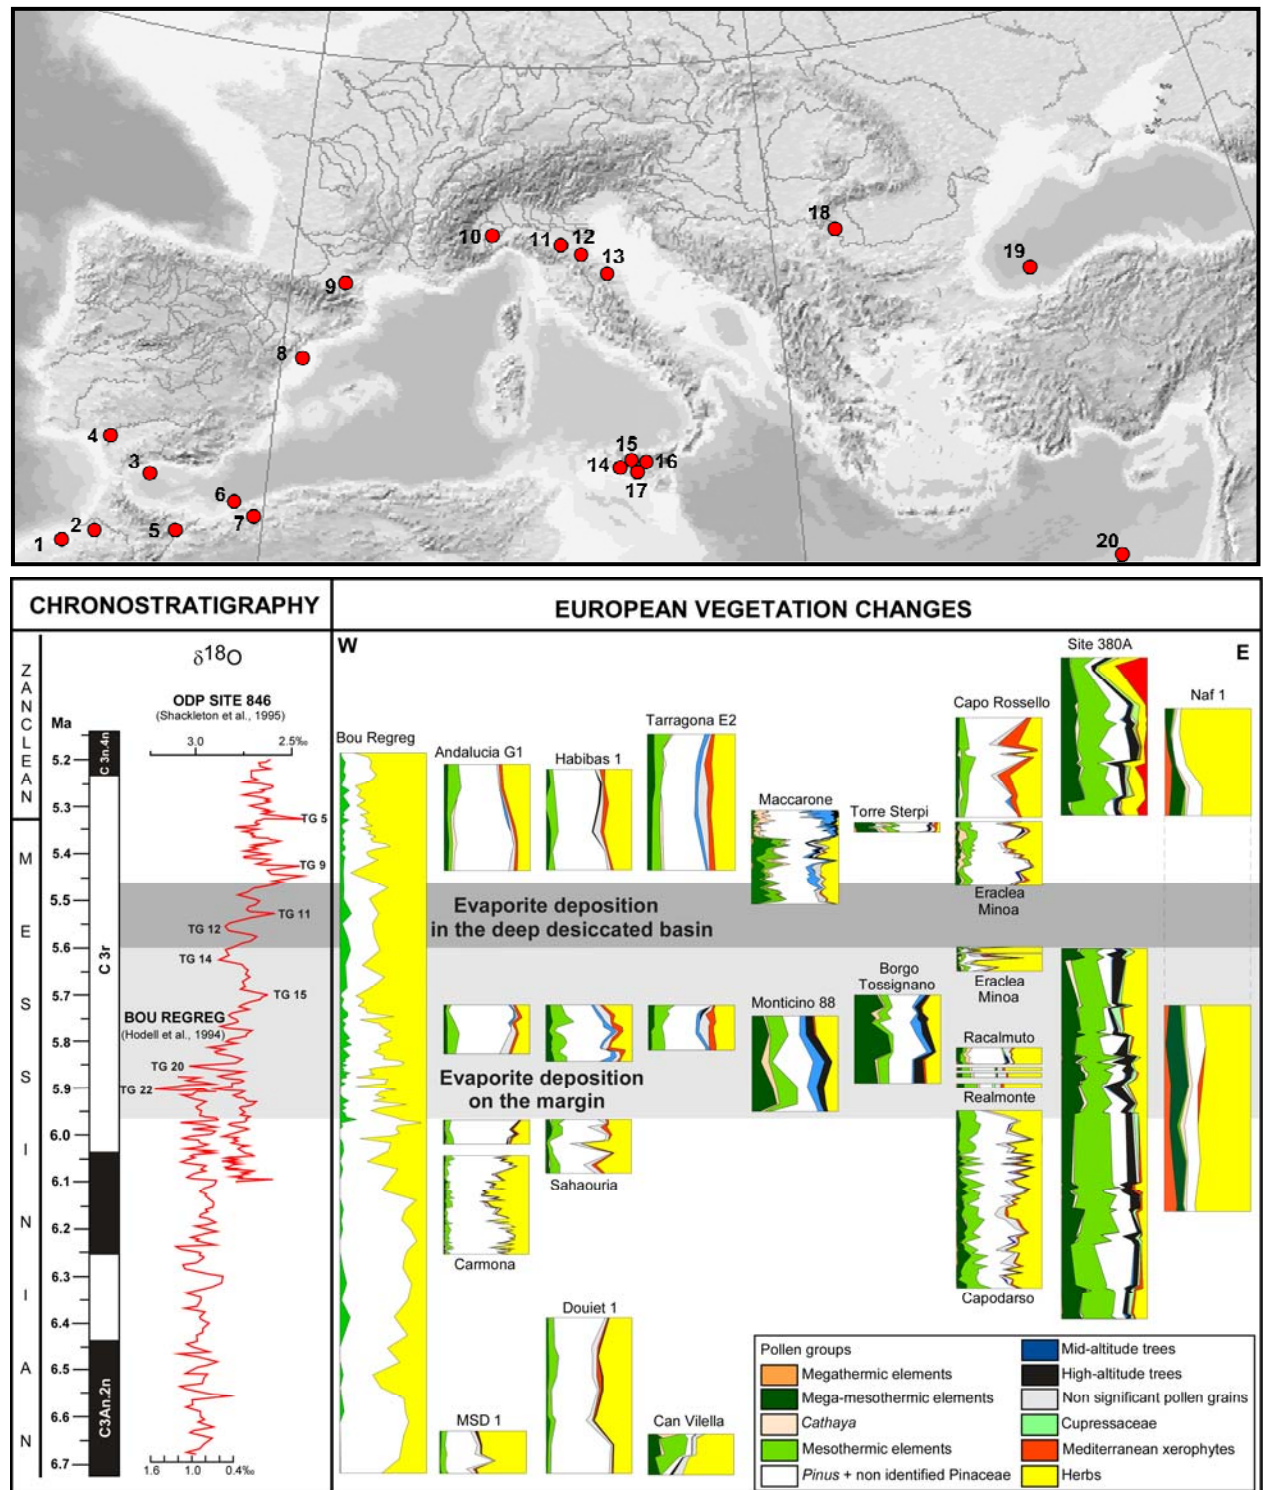 18
10
11
12
13
19
9
8
4
3
15
14
16
17
6
7
2
5
1
20
CHRONOSTRATIGRAPHY
EUROPEAN VEGETATION CHANGES
W
E
ZANCLEAN
MESSINIAN
δ18O
ODP SITE 846
(Shackleton et al., 1995)
Ma
3.0
2.5‰
C 3n.4n
C 3r
C3An.2n
5.2
5.3
5.4
5.5
5.6
5.7
5.8
5.9
6.0
6.1
6.2
6.3
6.4
6.5
6.6
6.7
TG 5
TG 9
TG 11
TG 12
TG 14
TG 15
BOU REGREG
(Hodell et al., 1994)
TG 20
TG 22
1.6
1.0
0.4‰
Site 380A
Naf 1
Capo Rossello
Tarragona E2
Bou Regreg
Andalucia G1
Habibas 1
Maccarone
Torre Sterpi
Eraclea
Minoa
Evaporite deposition
in the deep desiccated basin
Eraclea
Minoa
Borgo
Tossignano
Monticino 88
Racalmuto
Evaporite deposition
on the margin
Realmonte
Sahaouria
Carmona
Capodarso
Douiet 1
MSD 1
Can Vilella
Pollen groups
Megathermic elements
Mega-mesothermic elements
Cathaya
Mesothermic elements
Pinus + non identified Pinaceae
Mid-altitude trees
High-altitude trees
Non significant pollen grains
Cupressaceae
Mediterranean xerophytes
Herbs